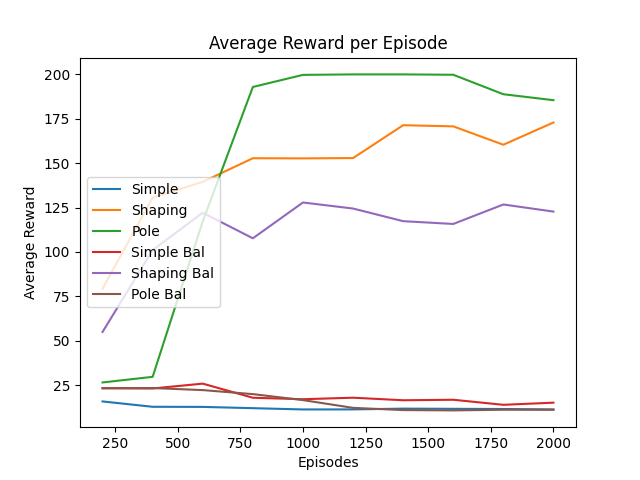 Average Reward per Episode
200
175
150
125
100
75
50
25
Average Reward
Simple
Shaping
Pole
Simple Bal
Shaping Bal
Pole Bal
250 500 750 1000 1250 1500 1750 2000
Episodes